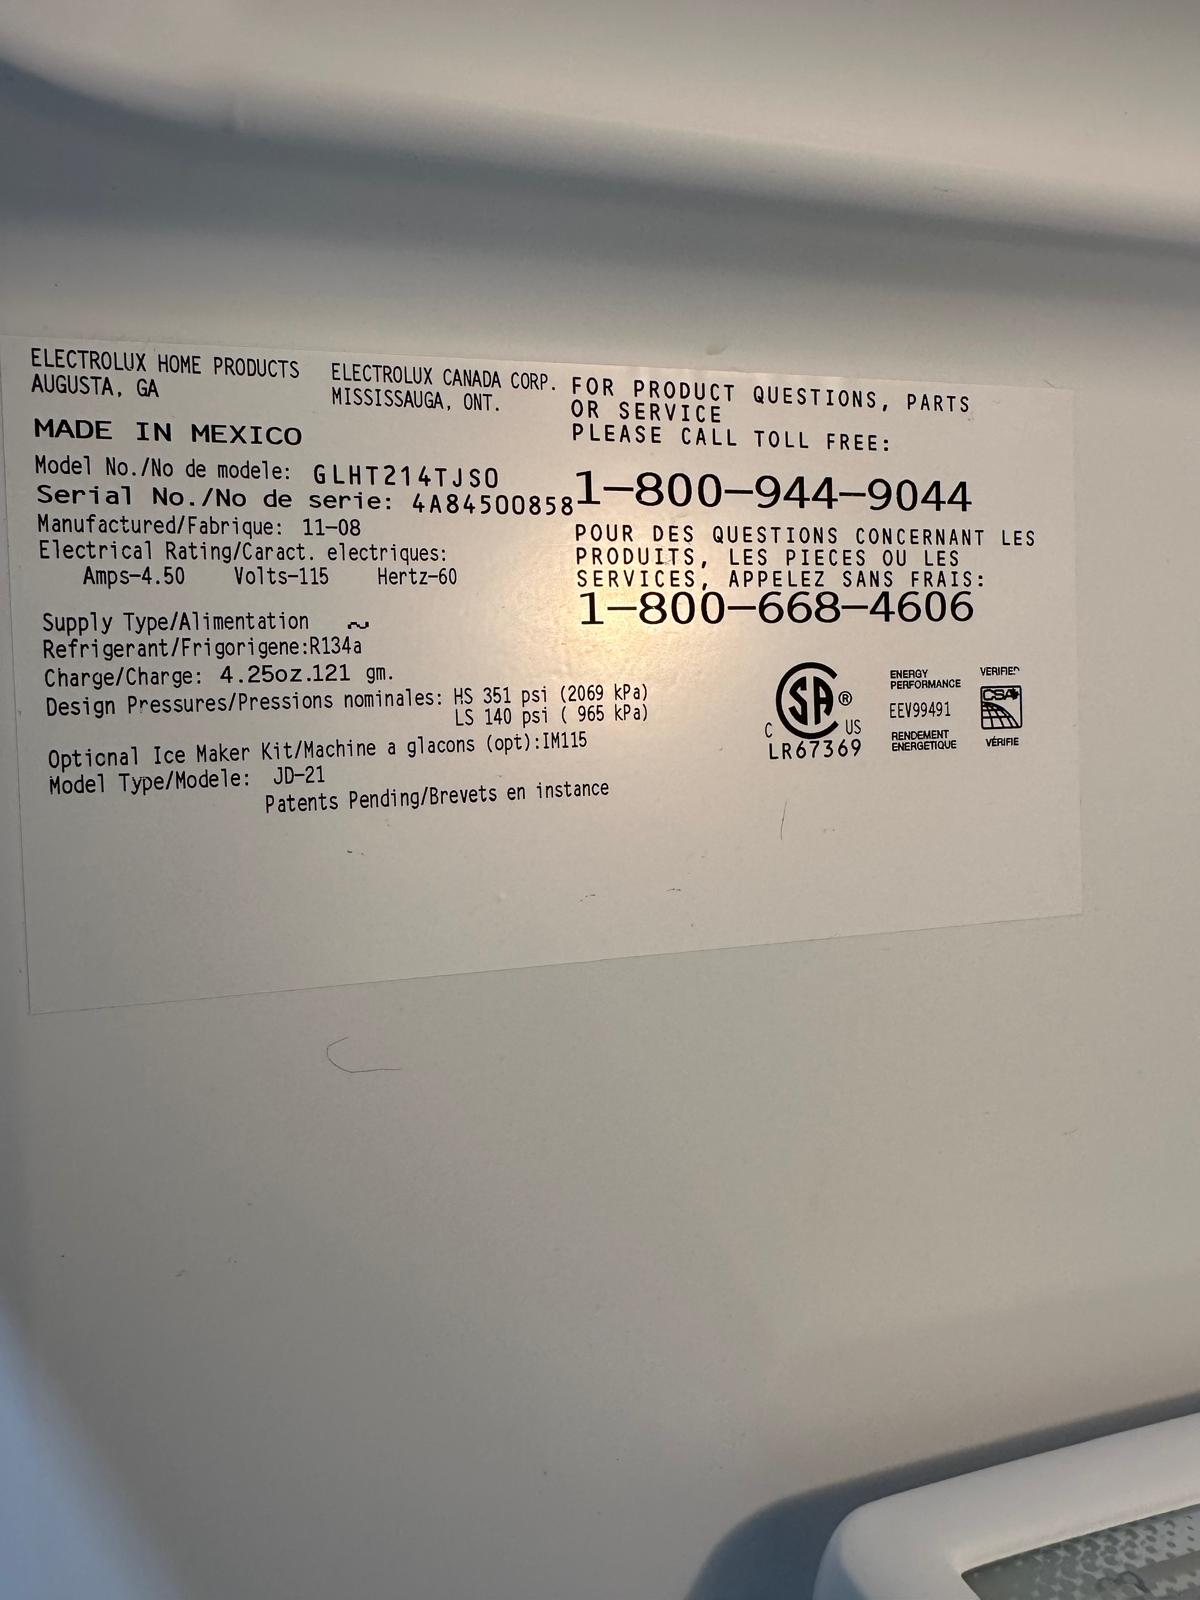 ELECTROLUX HOME PRODUCTS
AUGUSTA, GA
ELECTROLUX CANADA CORP.
MISSISSAUGA, ONT.
MADE IN MEXICO
Model No./No de modele: GLHT214TJS0
Serial No./No de serie: 4A84500858
Manufactured/Fabrique: 11-08
Electrical Rating/Caract. electriques:
Amps-4.50 Volts-115 Hertz-60
Supply Type/Alimentation ~
Refrigerant/Frigorigene:R134a
Charge/Charge: 4.25oz.121 gm.
Design Pressures/Pressions nominales: HS 351 psi (2069 kPa)
LS 140 psi ( 965 kPa)
Optional Ice Maker Kit/Machine a glacons (opt):IM115
Model Type/Modele: JD-21
Patents Pending/Brevets en instance
FOR PRODUCT QUESTIONS, PARTS
OR SERVICE
PLEASE CALL TOLL FREE:
1-800-944-9044
POUR DES QUESTIONS CONCERNANT LES
PRODUITS, LES PIECES OU LES
SERVICES, APPELEZ SANS FRAIS:
1-800-668-4606
C SA ® US
LR67369
ENERGY
PERFORMANCE
EEV99491
RENDEMENT
ENERGETIQUE
VERIFIED
CSA
VÉRIFIÉ